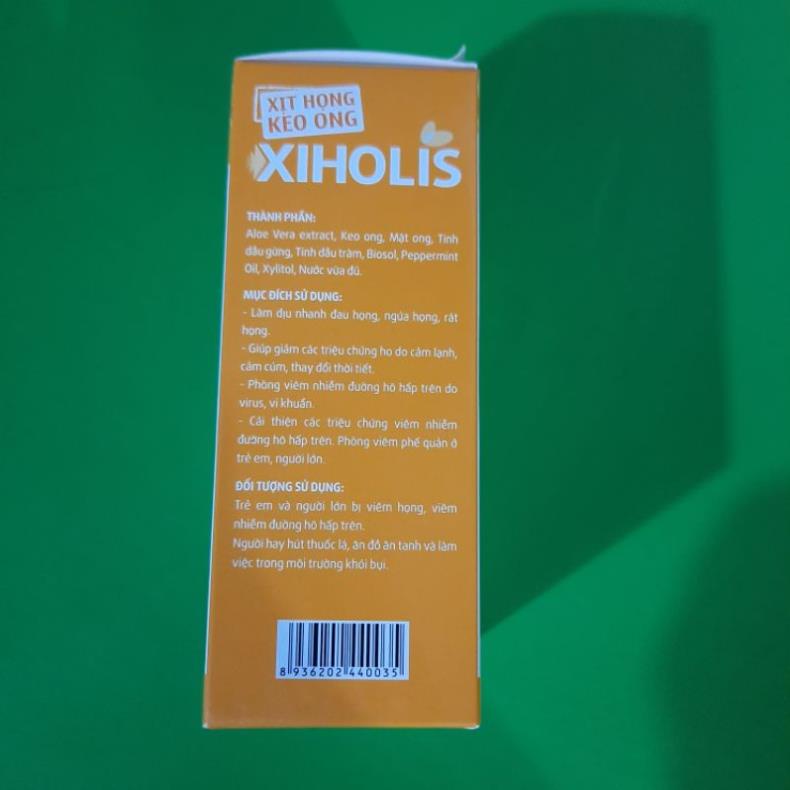 XỊT HỌNG
KEO ONG
XIHOLIS
THÀNH PHẦN:
Aloe Vera extract, Keo ong, Mật ong, Tinh
dầu gừng, Tinh dầu tràm, Biosol, Peppermint
Oil, Xylitol, Nước vừa đủ.
MỤC ĐÍCH SỬ DỤNG:
- Làm dịu nhanh đau họng, ngứa họng, rát
họng.
- Giúp giảm các triệu chứng ho do cảm lạnh,
cảm cúm, thay đổi thời tiết.
- Phòng viêm nhiễm đường hô hấp trên do
virus, vi khuẩn.
- Cải thiện các triệu chứng viêm nhiễm
đường hô hấp trên. Phòng viêm phế quản ở
trẻ em, người lớn.
ĐỐI TƯỢNG SỬ DỤNG:
Trẻ em và người lớn bị viêm họng, viêm
nhiễm đường hô hấp trên.
Người hay hút thuốc lá, ăn đồ ăn tanh và làm
việc trong môi trường khói bụi.
8 936202 440035